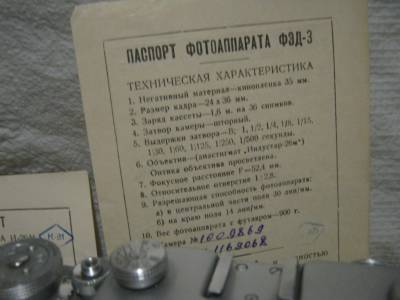 ПАСПОРТ ФОТОАППАРАТА ФЭД-3
ТЕХНИЧЕСКАЯ ХАРАКТЕРИСТИКА
1. Негативный материал—кинопленка 35 мм.
2. Размер кадра—24 х 36 мм.
3. Заряд кассеты—1,6 м. на 36 снимков.
4. Затвор камеры—шторный.
5. Выдержки затвора—В; 1, 1/2, 1/4, 1/8, 1/15,
1/30, 1/60, 1/125, 1/250, 1/500 секунды.
6. Объектив—(анастигмат „Индустар-26м“)
Оптика объектива просветлена.
7. Фокусное расстояние F—52,4 мм.
8. Относительное отверстие 1:2,8.
9. Разрешающая способность фотоаппарата:
а) в центральной части поля 30 лин/мм.
б) на краю поля 14 лин/мм.
10. Вес фотоаппарата с футляром—900 г.
Камера № 1009869
1169068